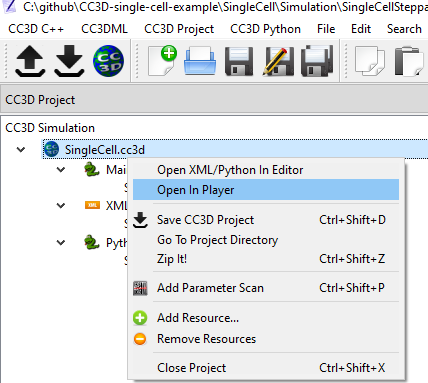 C:\github\CC3D-single-cell-example\SingleCell\Simulation\SingleCellSteppa
CC3D C++ CC3DML CC3D Project CC3D Python File Edit Search
CC3D Project
CC3D Simulation
SingleCell.cc3d
Open XML/Python In Editor
Open In Player
Save CC3D Project Ctrl+Shift+D
Go To Project Directory
Zip It! Ctrl+Shift+Z
Add Parameter Scan Ctrl+Shift+P
Add Resource...
Remove Resources
Close Project Ctrl+Shift+X
Mai
XML
Pyth